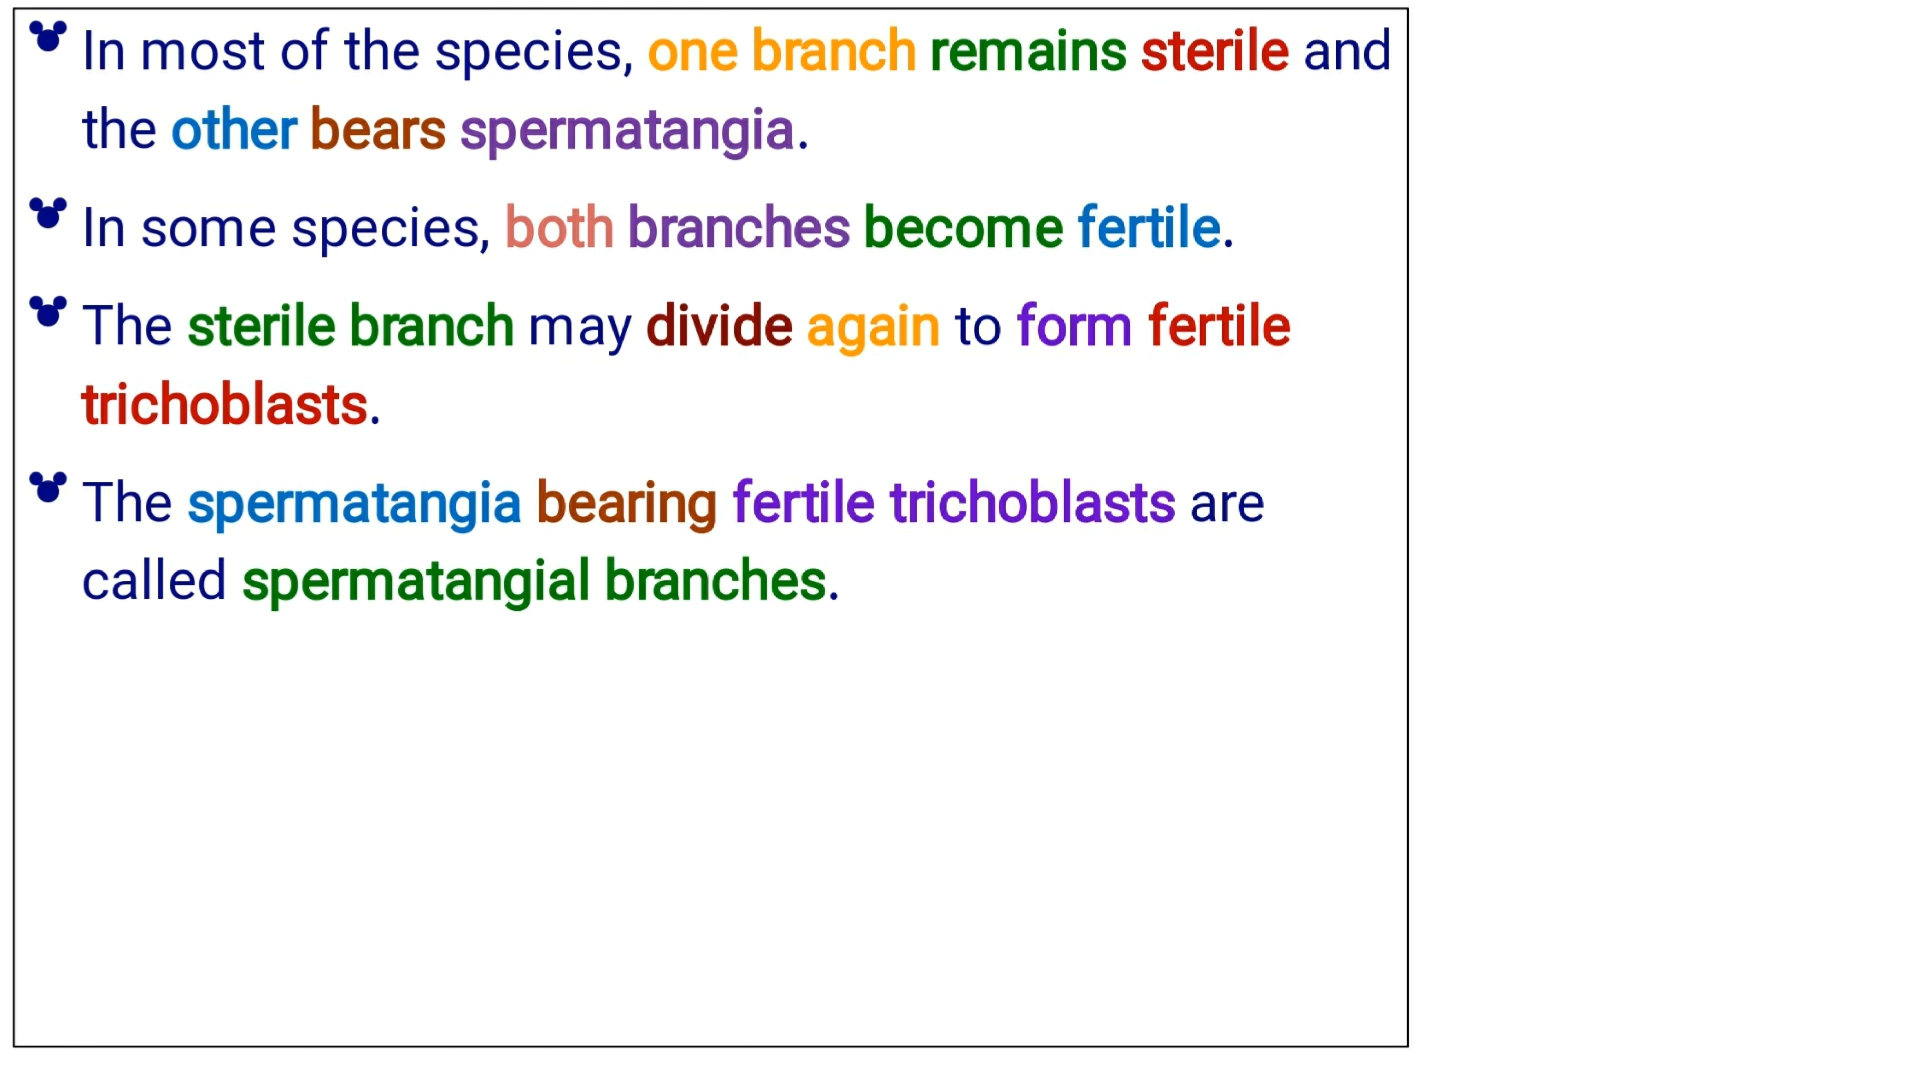 In most of the species, one branch remains sterile and
the other bears spermatangia.
In some species, both branches become fertile.
The sterile branch may divide again to form fertile
trichoblasts.
The spermatangia bearing fertile trichoblasts are
called spermatangial branches.